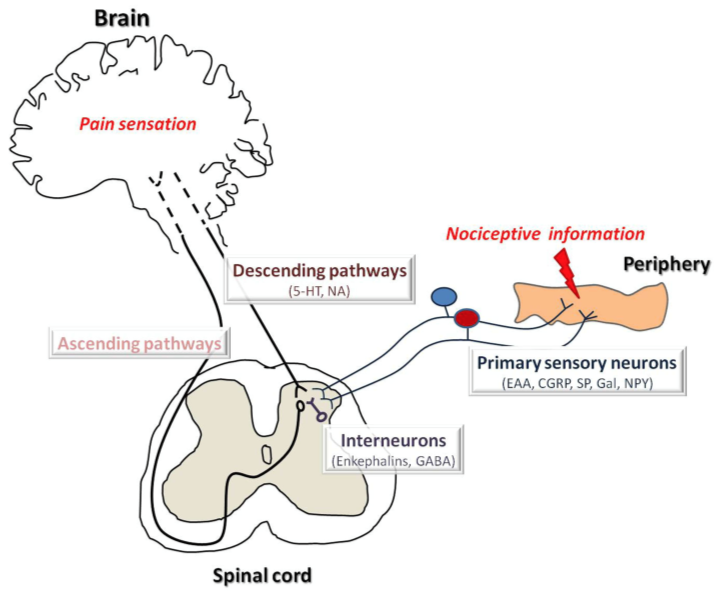 Brain
Pain sensation
Nociceptive information
Periphery
Descending pathways
(5-HT, NA)
Ascending pathways
Primary sensory neurons
(EAA, CGRP, SP, Gal, NPY)
Interneurons
(Enkephalins, GABA)
Spinal cord